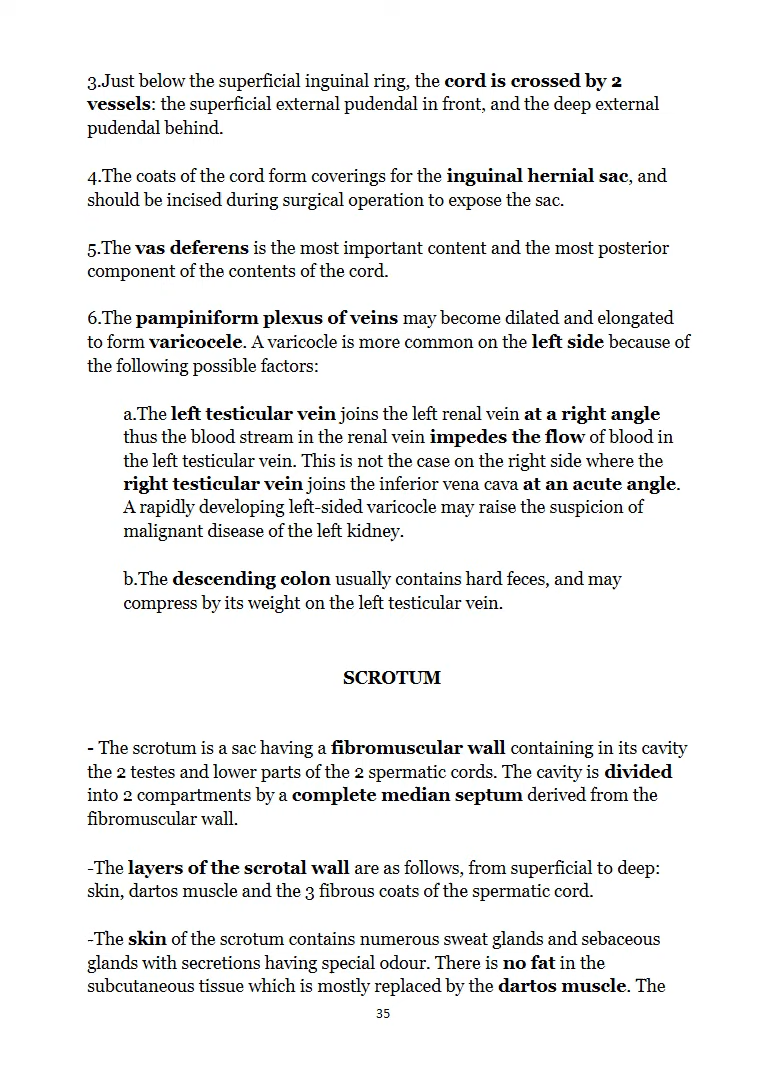 3.Just below the superficial inguinal ring, the cord is crossed by 2
vessels: the superficial external pudendal in front, and the deep external
pudendal behind.
4.The coats of the cord form coverings for the inguinal hernial sac, and
should be incised during surgical operation to expose the sac.
5.The vas deferens is the most important content and the most posterior
component of the contents of the cord.
6.The pampiniform plexus of veins may become dilated and elongated
to form varicocele. A varicocle is more common on the left side because of
the following possible factors:
a.The left testicular vein joins the left renal vein at a right angle
thus the blood stream in the renal vein impedes the flow of blood in
the left testicular vein. This is not the case on the right side where the
right testicular vein joins the inferior vena cava at an acute angle.
A rapidly developing left-sided varicocle may raise the suspicion of
malignant disease of the left kidney.
b.The descending colon usually contains hard feces, and may
compress by its weight on the left testicular vein.
SCROTUM
- The scrotum is a sac having a fibromuscular wall containing in its cavity
the 2 testes and lower parts of the 2 spermatic cords. The cavity is divided
into 2 compartments by a complete median septum derived from the
fibromuscular wall.
-The layers of the scrotal wall are as follows, from superficial to deep:
skin, dartos muscle and the 3 fibrous coats of the spermatic cord.
-The skin of the scrotum contains numerous sweat glands and sebaceous
glands with secretions having special odour. There is no fat in the
subcutaneous tissue which is mostly replaced by the dartos muscle. The
35